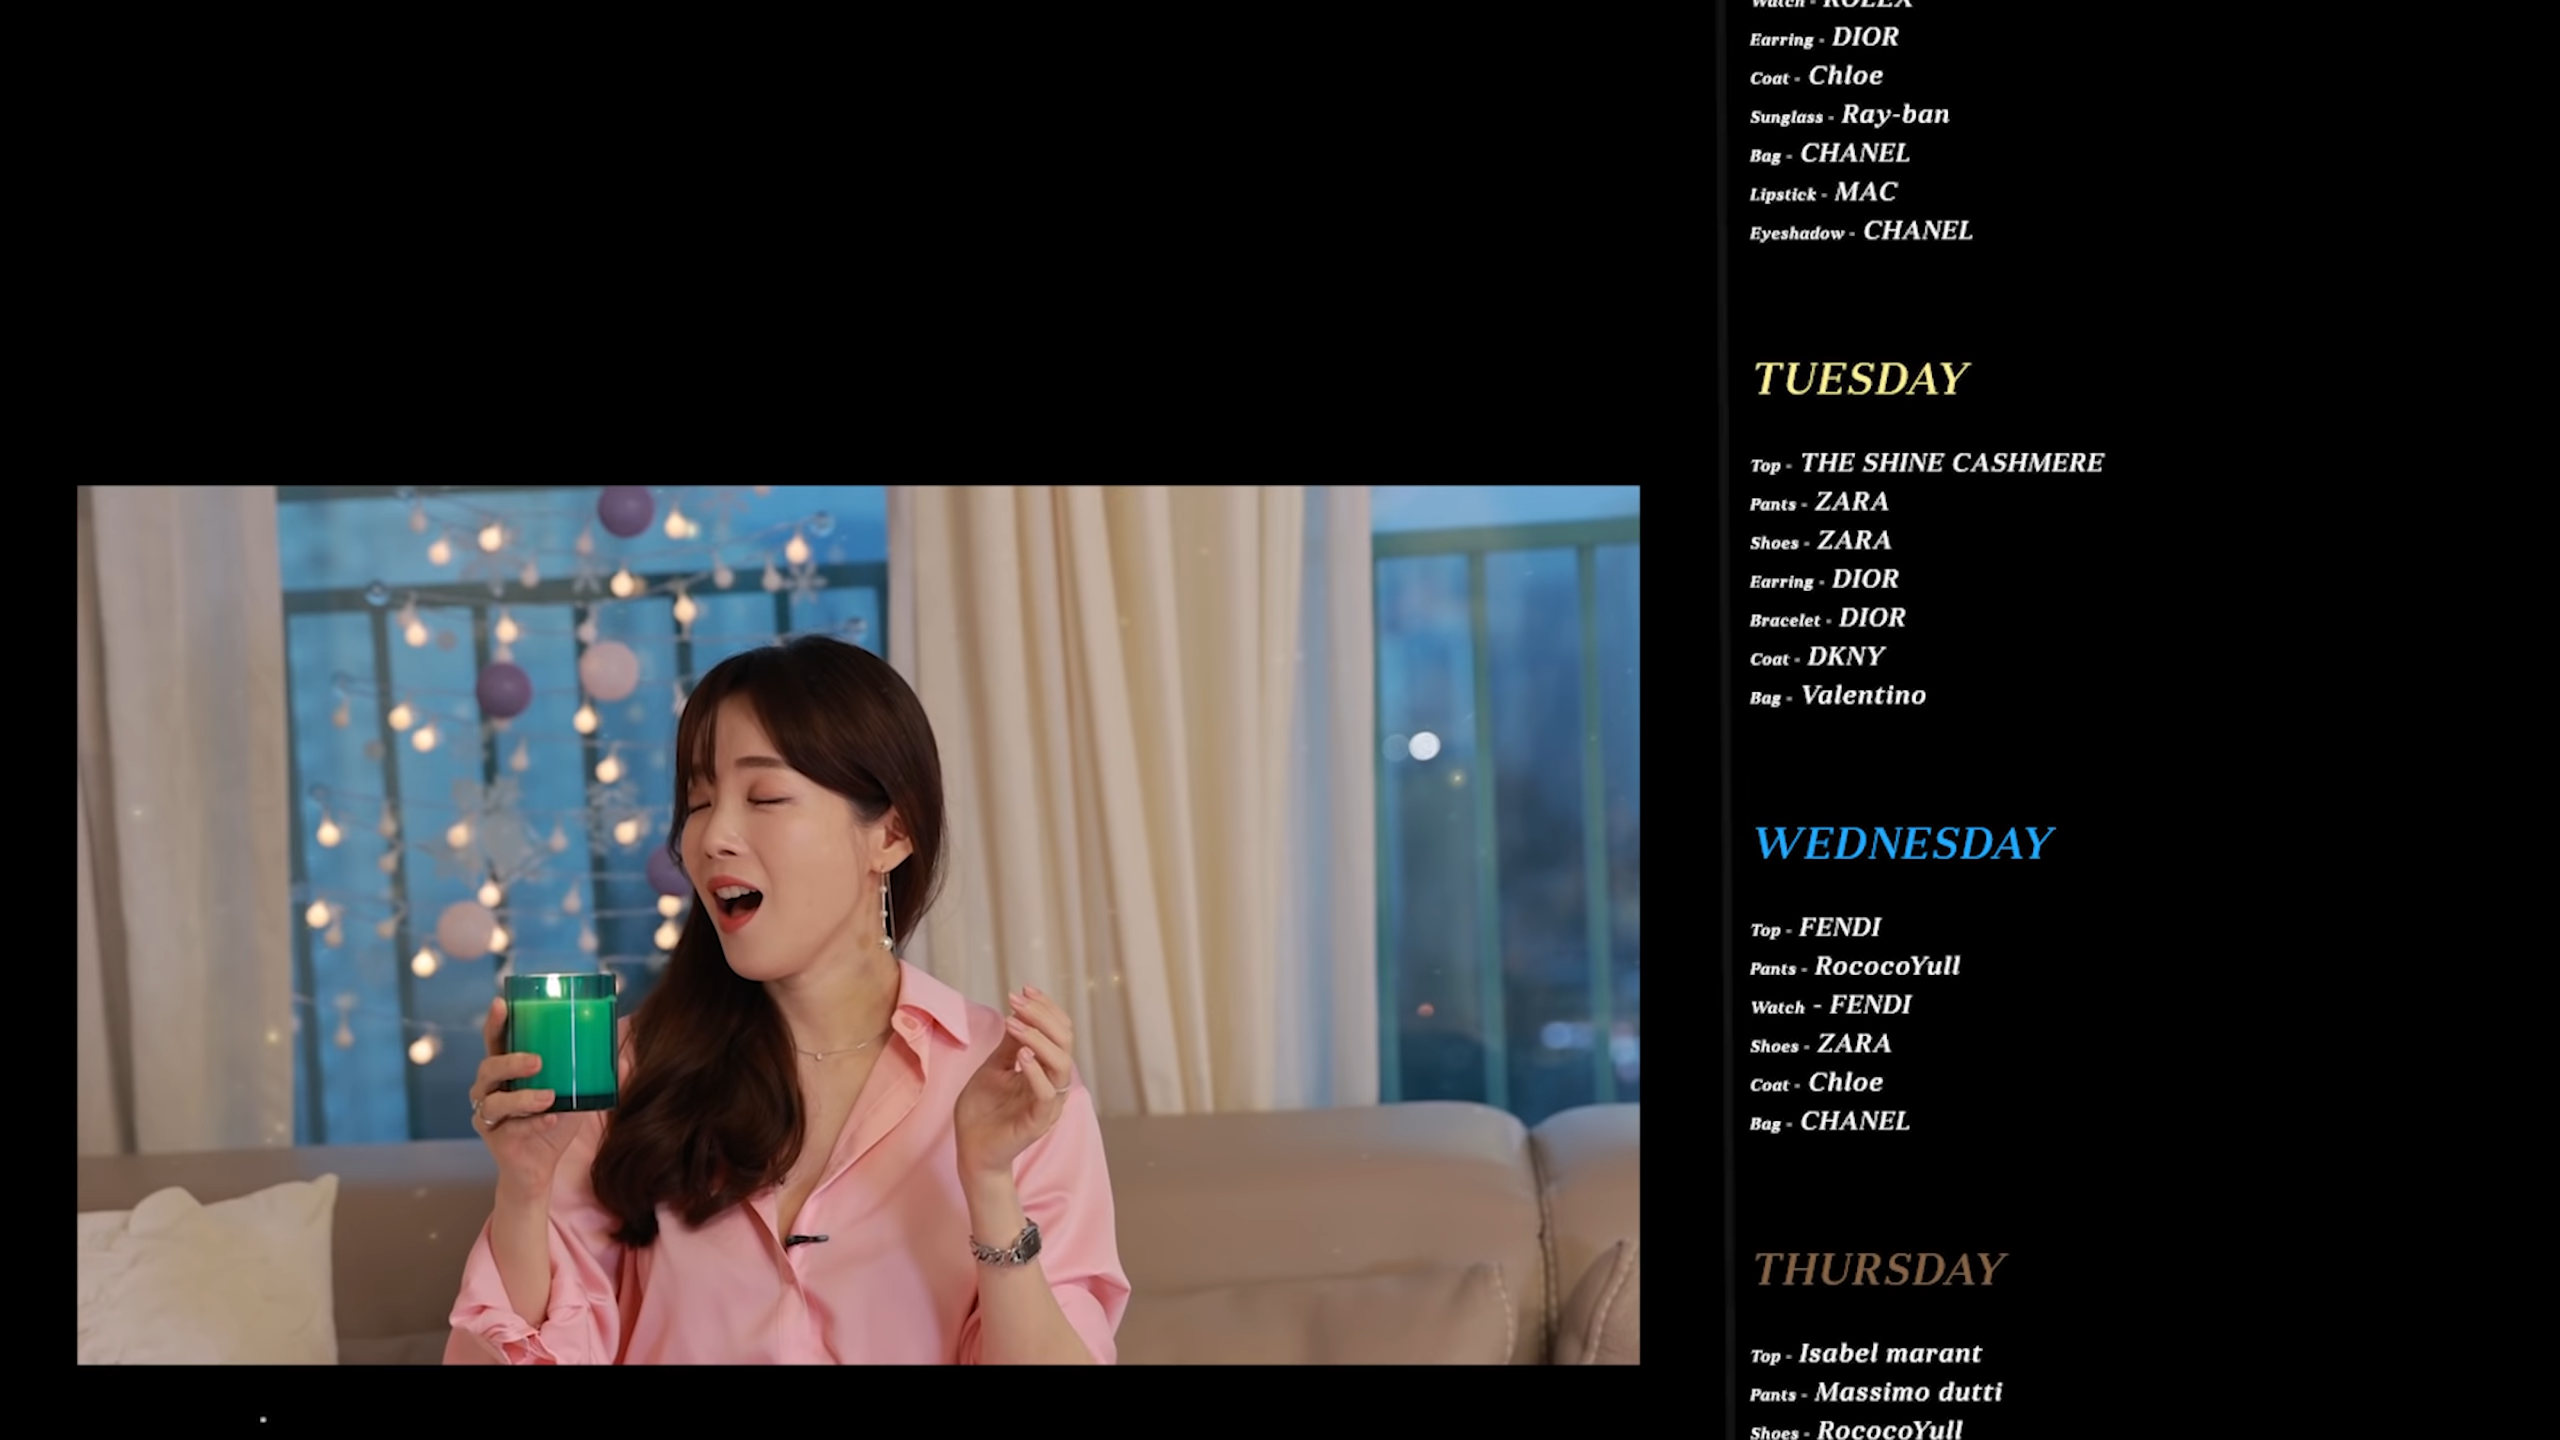 Watch - ROLEX
Earring - DIOR
Coat - Chloe
Sunglass - Ray-ban
Bag - CHANEL
Lipstick - MAC
Eyeshadow - CHANEL
TUESDAY
Top - THE SHINE CASHMERE
Pants - ZARA
Shoes - ZARA
Earring - DIOR
Bracelet - DIOR
Coat - DKNY
Bag - Valentino
WEDNESDAY
Top - FENDI
Pants - RococoYull
Watch - FENDI
Shoes - ZARA
Coat - Chloe
Bag - CHANEL
THURSDAY
Top - Isabel marant
Pants - Massimo dutti
Shoes - RococoYull